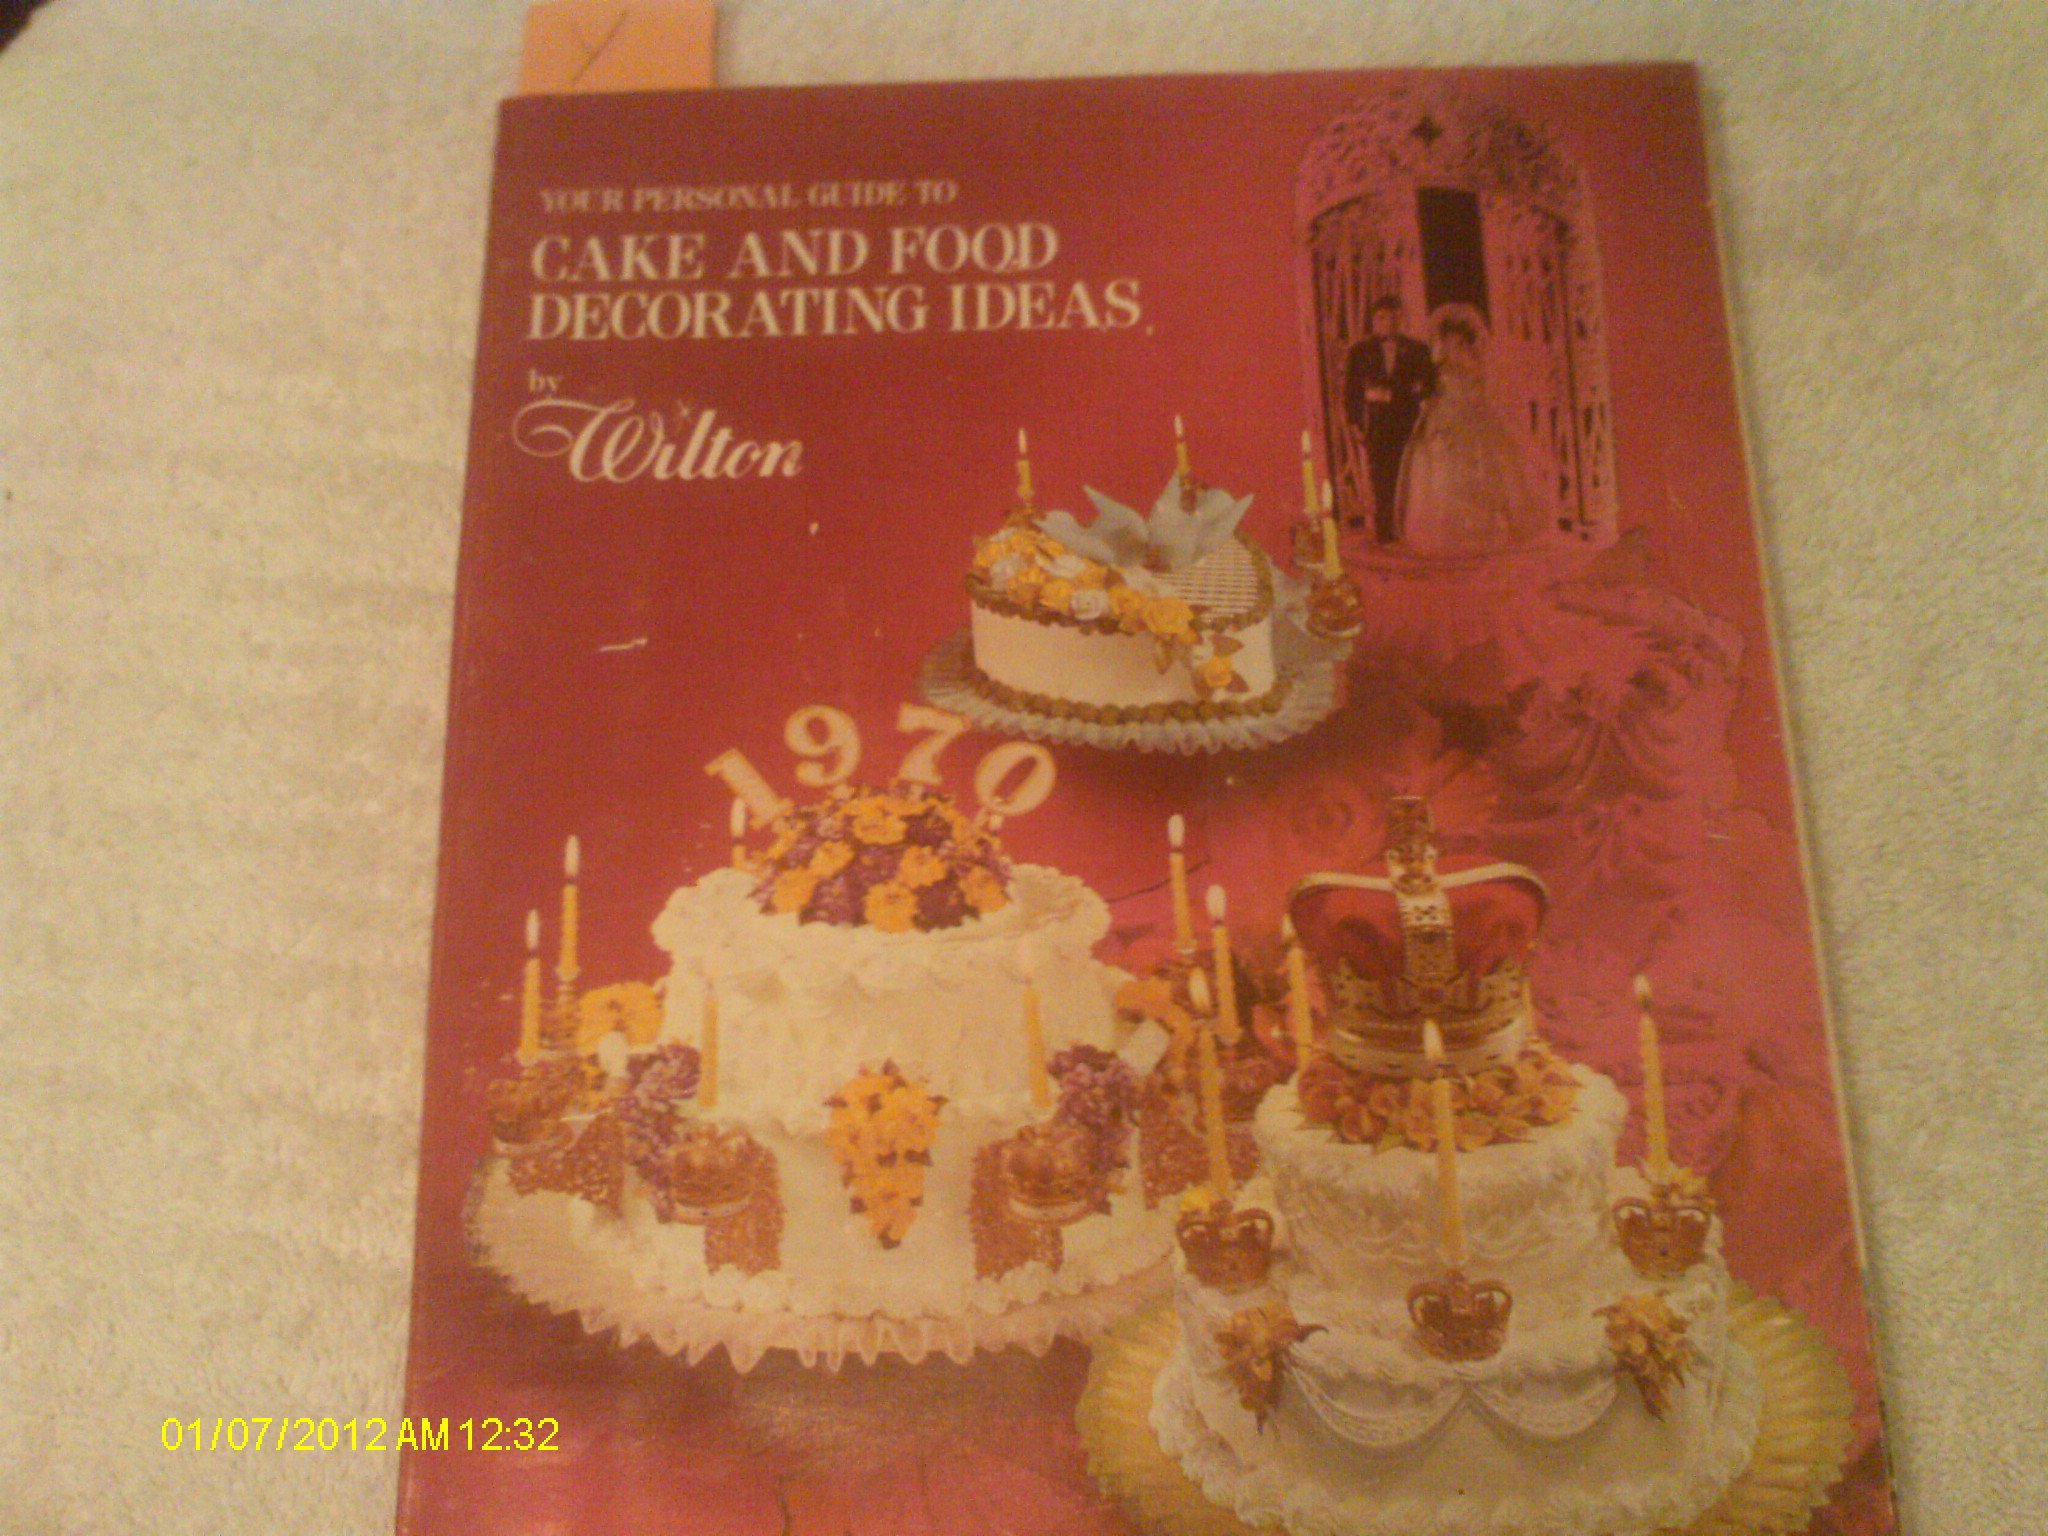 YOUR PERSONAL GUIDE TO
CAKE AND FOOD
DECORATING IDEAS
by
Wilton
1970
01/07/2012 AM 12:32